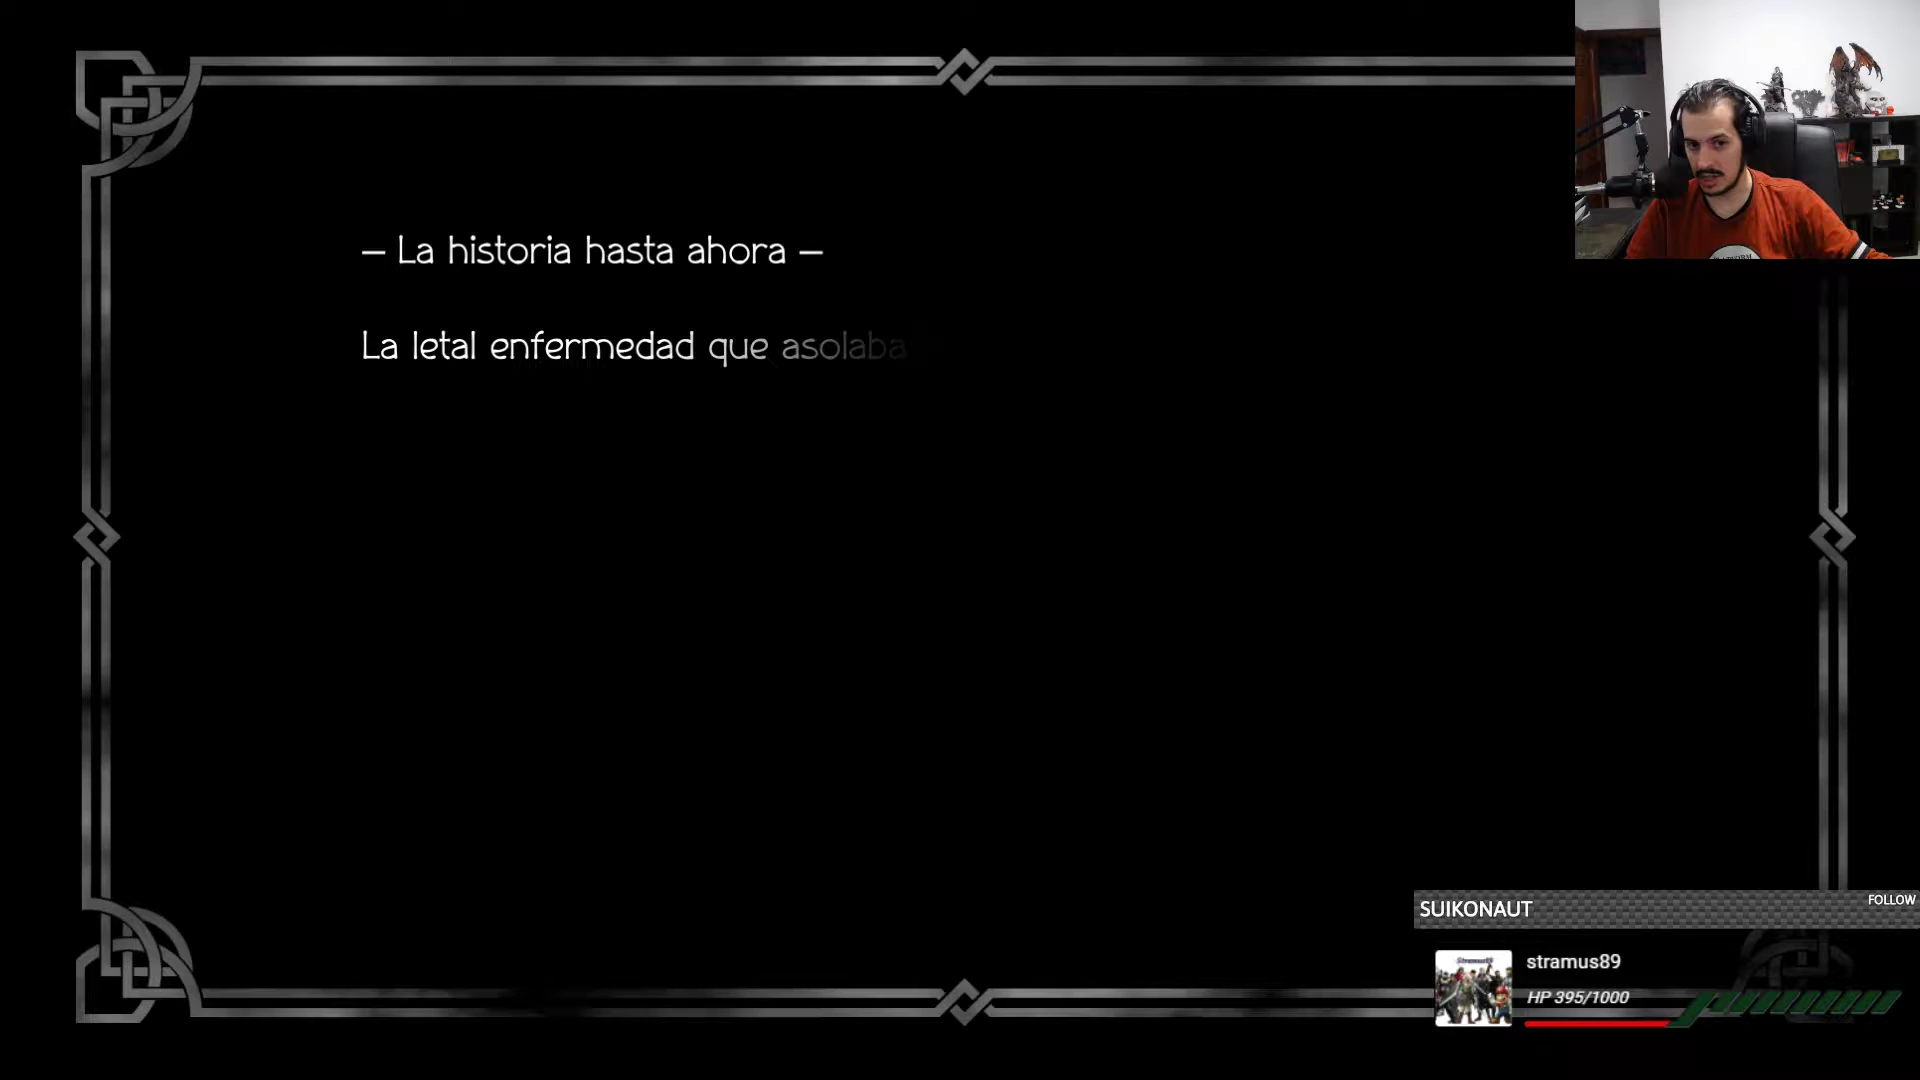 – La historia hasta ahora –
La letal enfermedad que asolaba
SUIKONAUT
FOLLOW
stramus89
HP 395/1000